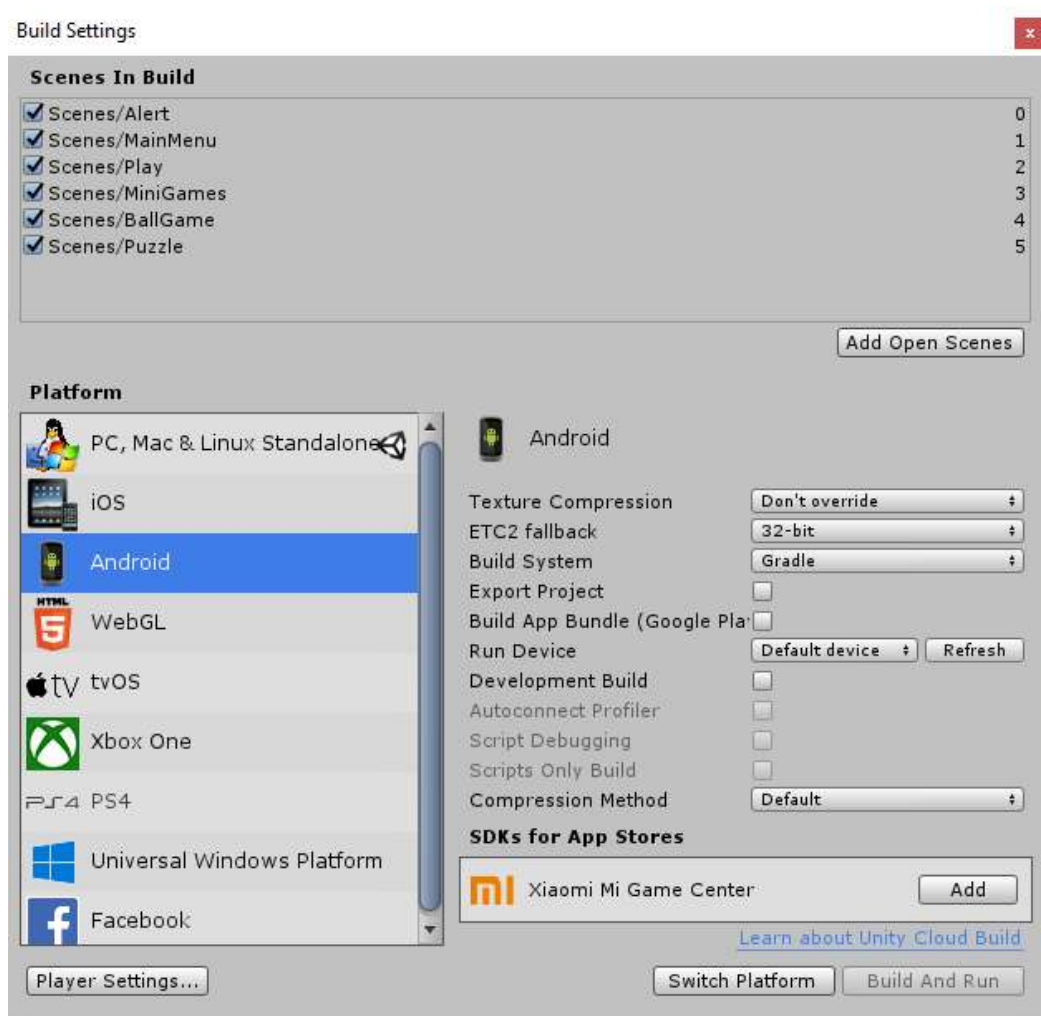 Build Settings
x
Scenes In Build
Scenes/Alert 0
Scenes/MainMenu 1
Scenes/Play 2
Scenes/MiniGames 3
Scenes/BallGame 4
Scenes/Puzzle 5
Add Open Scenes
Platform
PC, Mac & Linux Standalone
iOS
Android
HTML
5
WebGL
tv tvOS
Xbox One
PS4 PS4
Universal Windows Platform
f Facebook
Android
Texture Compression Don't override
ETC2 fallback 32-bit
Build System Gradle
Export Project
Build App Bundle (Google Pla
Run Device Default device Refresh
Development Build
Autoconnect Profiler
Script Debugging
Scripts Only Build
Compression Method Default
SDKs for App Stores
mi Xiaomi Mi Game Center Add
Learn about Unity Cloud Build
Player Settings... Switch Platform Build And Run